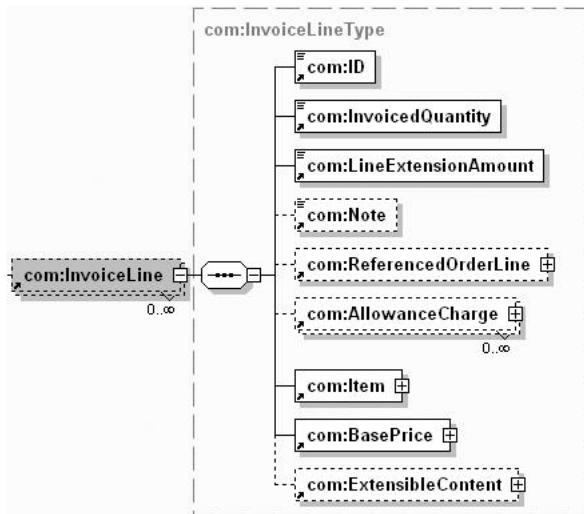 com:InvoiceLineType
com:ID
com:InvoicedQuantity
com:LineExtensionAmount
com:Note
com:InvoiceLine
0..∞
com:ReferencedOrderLine
com:AllowanceCharge
0..∞
com:Item
com:BasePrice
com:ExtensibleContent